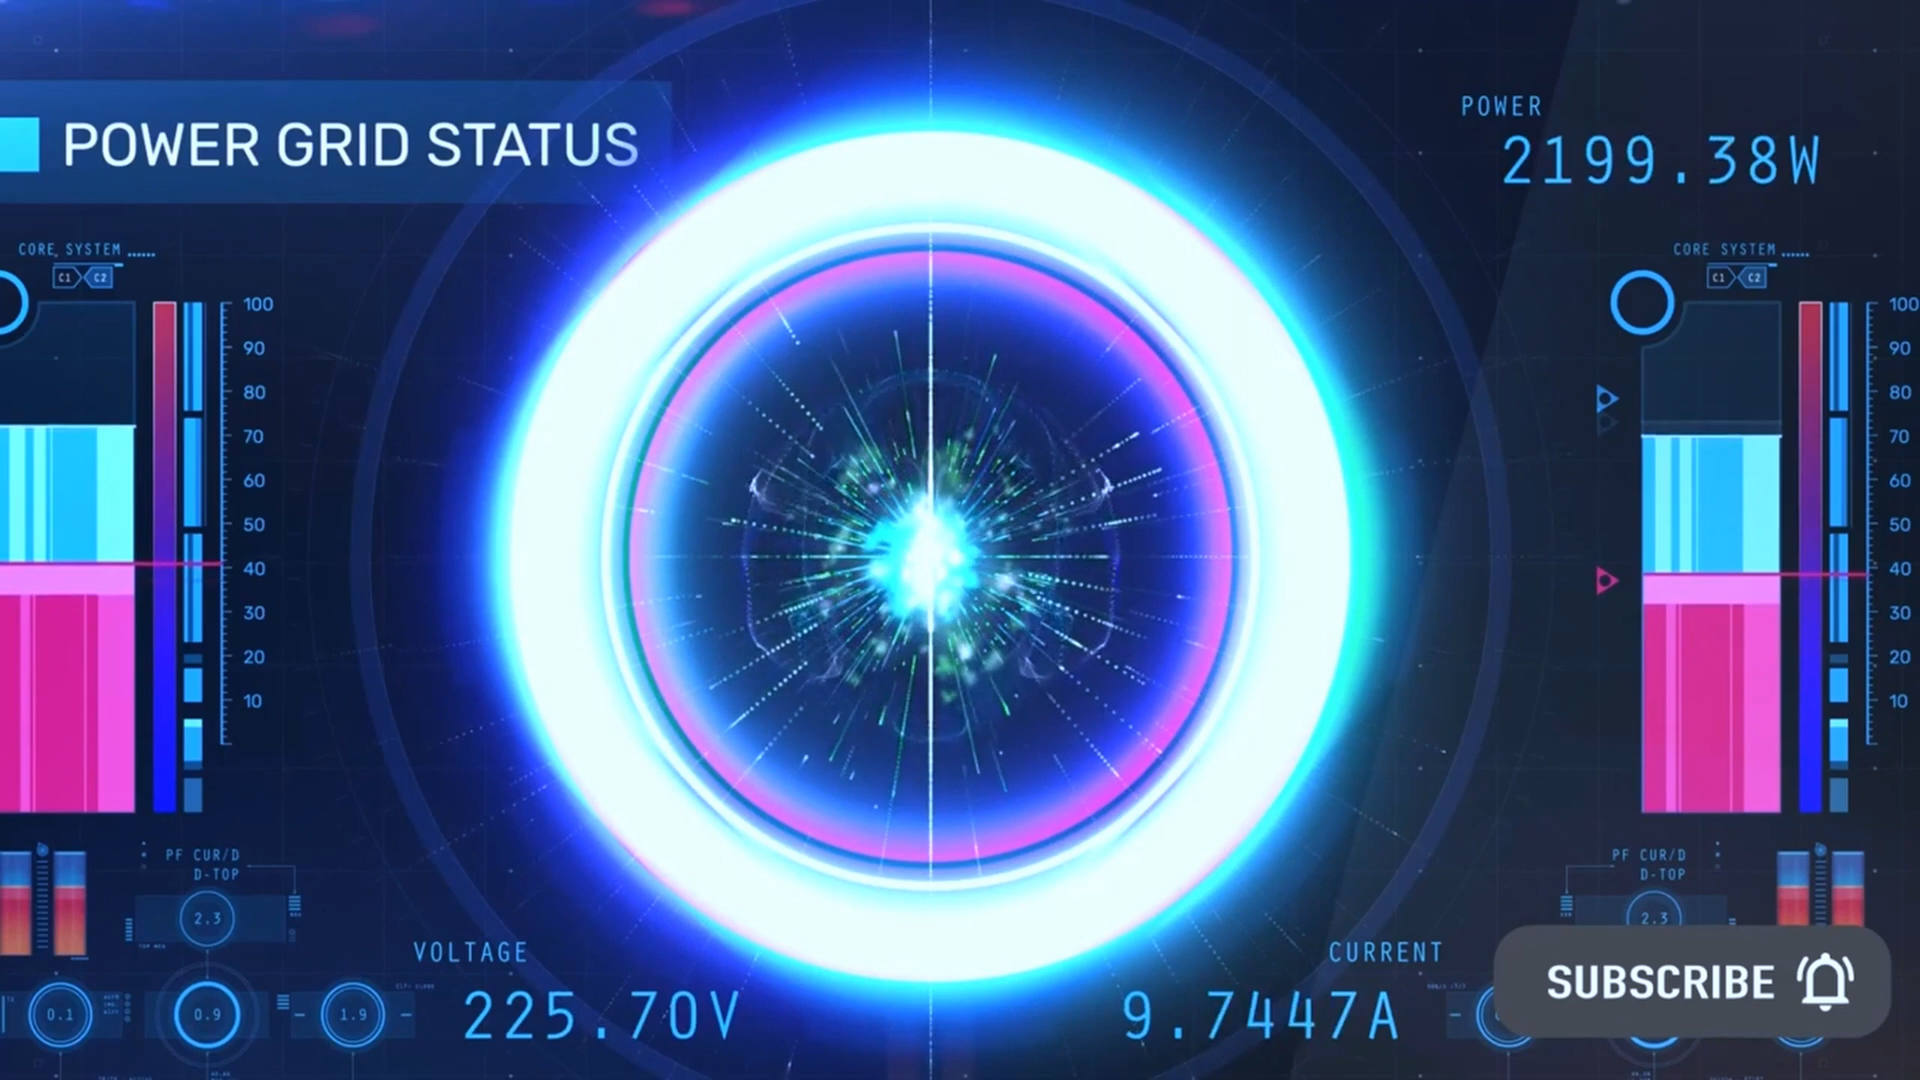 POWER GRID STATUS
POWER
2199.38W
CORE SYSTEM
C1 C2
100
90
80
70
60
50
40
30
20
10
CORE SYSTEM
C1 C2
100
90
80
70
60
50
40
30
20
10
PF CUR/D
D-TOP
2.3
0.1
0.9
1.9
VOLTAGE
225.70V
CURRENT
9.7447A
PF CUR/D
D-TOP
2.3
SUBSCRIBE